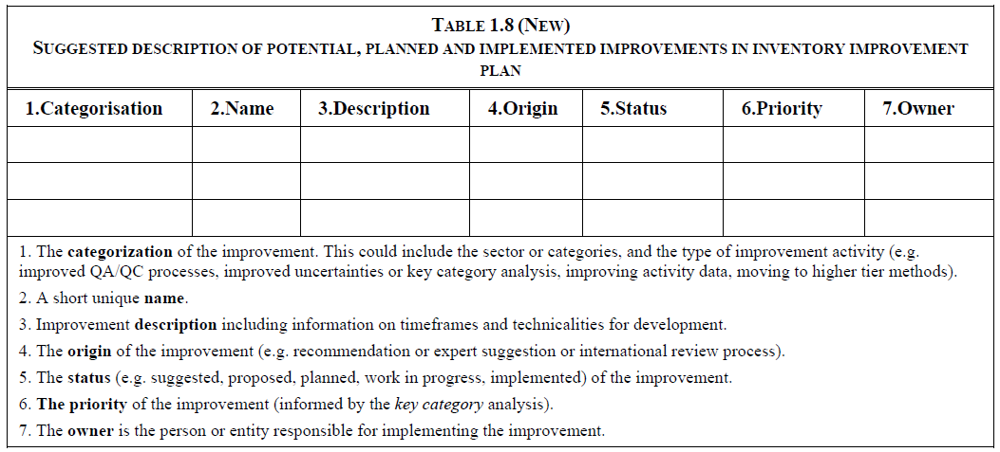 TABLE 1.8 (NEW)
SUGGESTED DESCRIPTION OF POTENTIAL, PLANNED AND IMPLEMENTED IMPROVEMENTS IN INVENTORY IMPROVEMENT
PLAN
1.Categorisation 2.Name 3.Description 4.Origin 5.Status 6.Priority 7.Owner
1. The categorization of the improvement. This could include the sector or categories, and the type of improvement activity (e.g.
improved QA/QC processes, improved uncertainties or key category analysis, improving activity data, moving to higher tier methods).
2. A short unique name.
3. Improvement description including information on timeframes and technicalities for development.
4. The origin of the improvement (e.g. recommendation or expert suggestion or international review process).
5. The status (e.g. suggested, proposed, planned, work in progress, implemented) of the improvement.
6. The priority of the improvement (informed by the key category analysis).
7. The owner is the person or entity responsible for implementing the improvement.